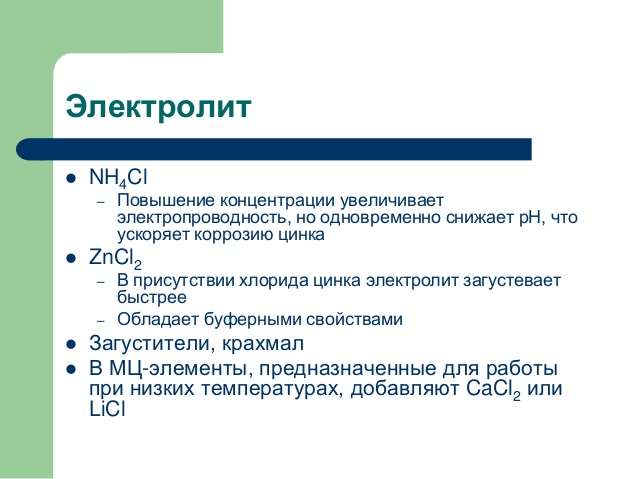 Электролит
● NH₄Cl
– Повышение концентрации увеличивает
электропроводность, но одновременно снижает pH, что
ускоряет коррозию цинка
● ZnCl₂
– В присутствии хлорида цинка электролит загустевает
быстрее
– Обладает буферными свойствами
● Загустители, крахмал
● В МЦ-элементы, предназначенные для работы
при низких температурах, добавляют CaCl₂ или
LiCl